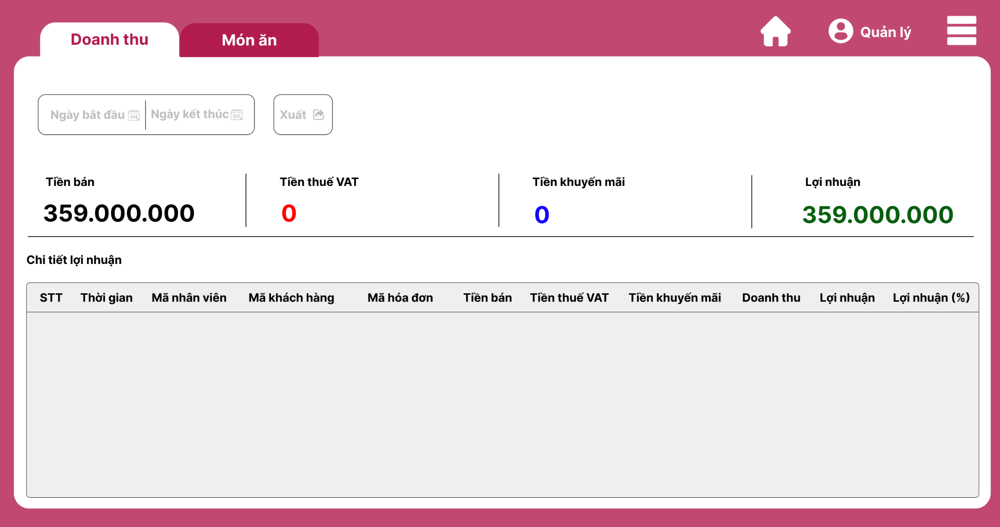 Doanh thu
Món ăn
Quản lý
Ngày bắt đầu
Ngày kết thúc
Xuất
Tiền bán
Tiền thuế VAT
Tiền khuyến mãi
Lợi nhuận
359.000.000
0
0
359.000.000
Chi tiết lợi nhuận
STT Thời gian Mã nhân viên Mã khách hàng Mã hóa đơn Tiền bán Tiền thuế VAT Tiền khuyến mãi Doanh thu Lợi nhuận Lợi nhuận (%)